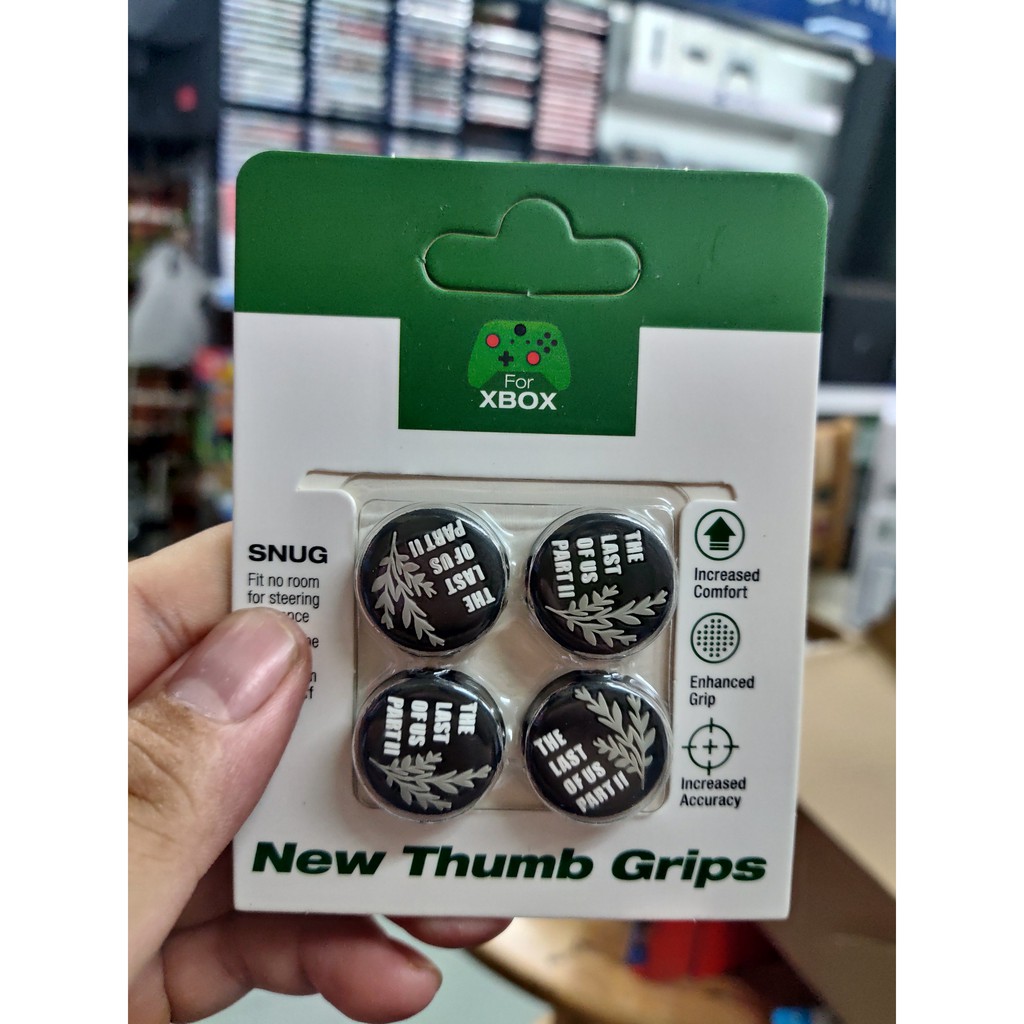 For
XBOX
SNUG
Fit no room
for steering
THE
LAST
OF US
PART II
THE
LAST
OF US
PART II
THE
LAST
OF US
PART II
THE
LAST
OF US
PART II
Increased
Comfort
Enhanced
Grip
Increased
Accuracy
New Thumb Grips